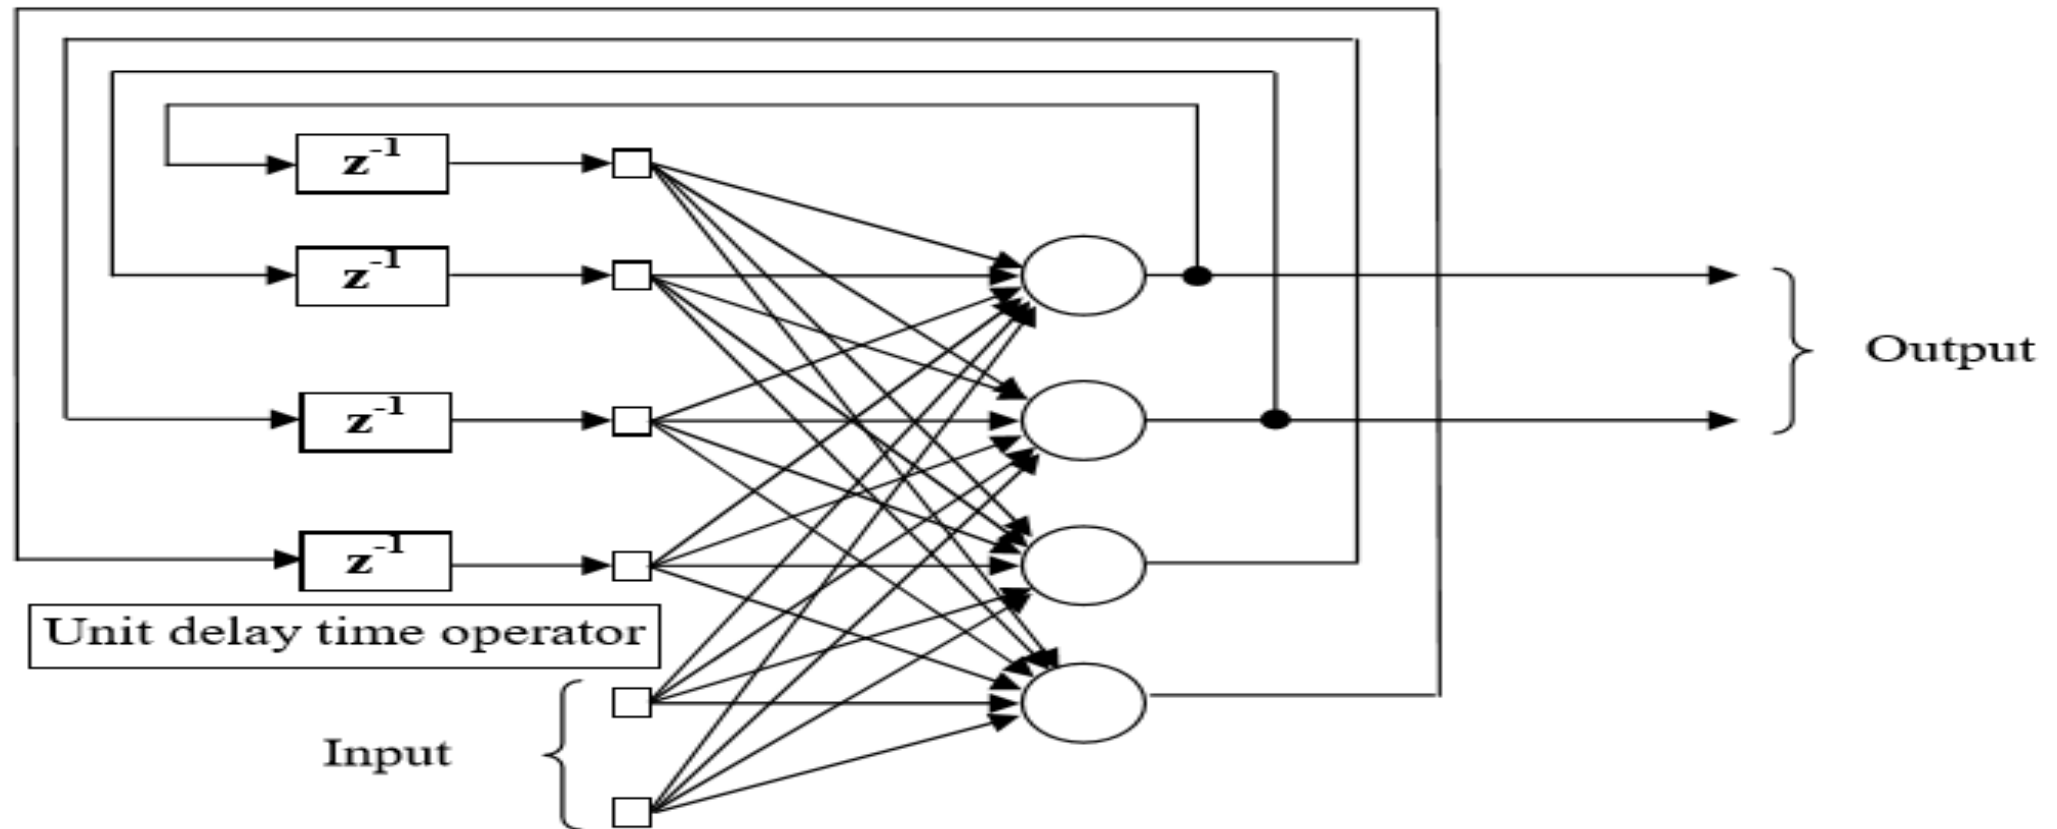 z⁻¹
z⁻¹
z⁻¹
z⁻¹
Output
Unit delay time operator
Input